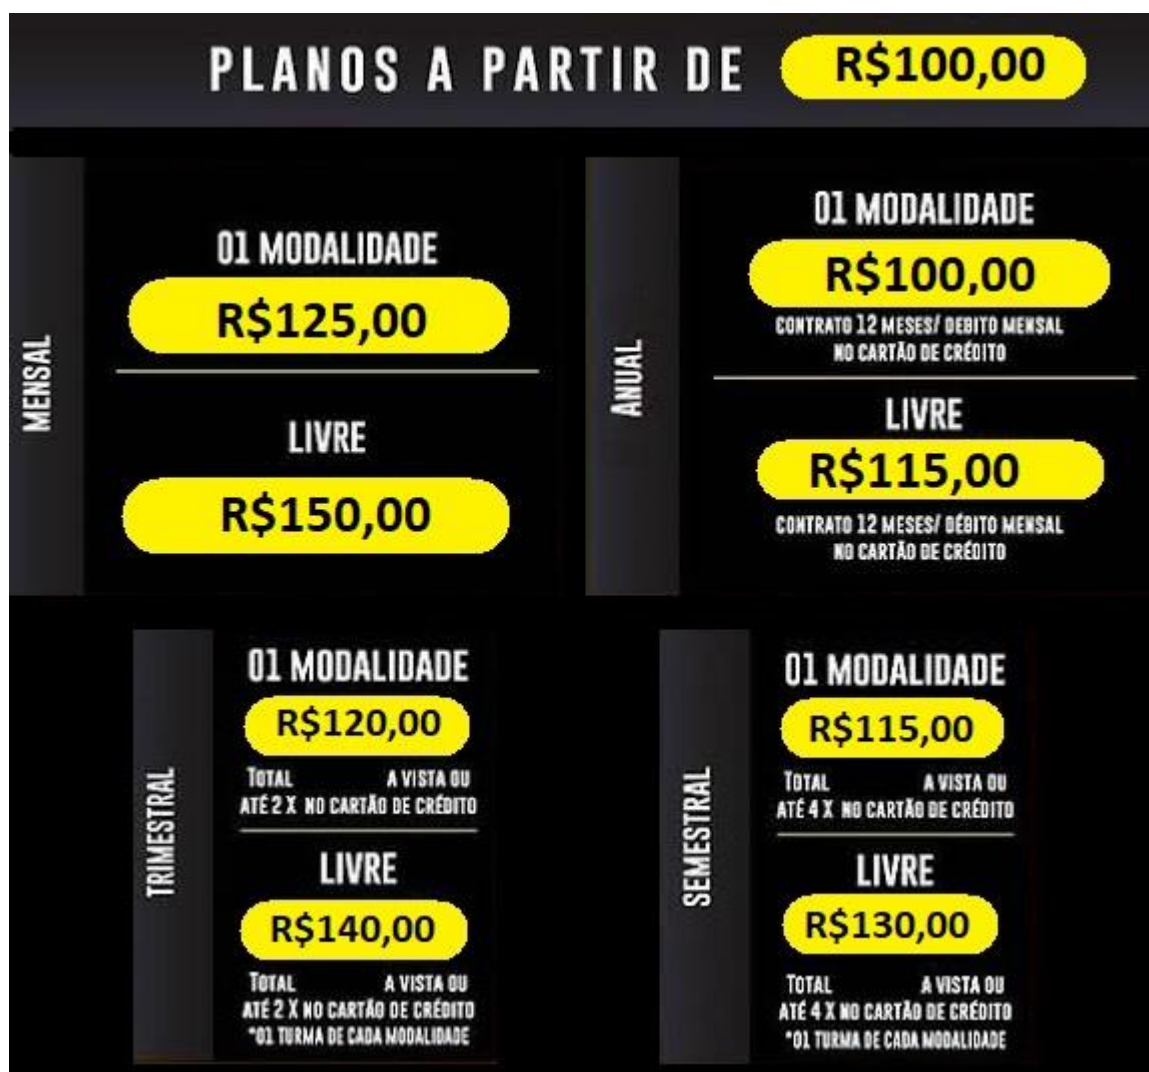 PLANOS A PARTIR DE R$100,00
MENSAL
01 MODALIDADE
R$125,00
LIVRE
R$150,00
ANUAL
01 MODALIDADE
R$100,00
CONTRATO 12 MESES/ DEBITO MENSAL
NO CARTÃO DE CRÉDITO
LIVRE
R$115,00
CONTRATO 12 MESES/ DÉBITO MENSAL
NO CARTÃO DE CRÉDITO
TRIMESTRAL
01 MODALIDADE
R$120,00
TOTAL A VISTA OU
ATÉ 2 X NO CARTÃO DE CRÉDITO
LIVRE
R$140,00
TOTAL A VISTA OU
ATÉ 2 X NO CARTÃO DE CRÉDITO
*01 TURMA DE CADA MODALIDADE
SEMESTRAL
01 MODALIDADE
R$115,00
TOTAL A VISTA OU
ATÉ 4 X NO CARTÃO DE CRÉDITO
LIVRE
R$130,00
TOTAL A VISTA OU
ATÉ 4 X NO CARTÃO DE CRÉDITO
*01 TURMA DE CADA MODALIDADE